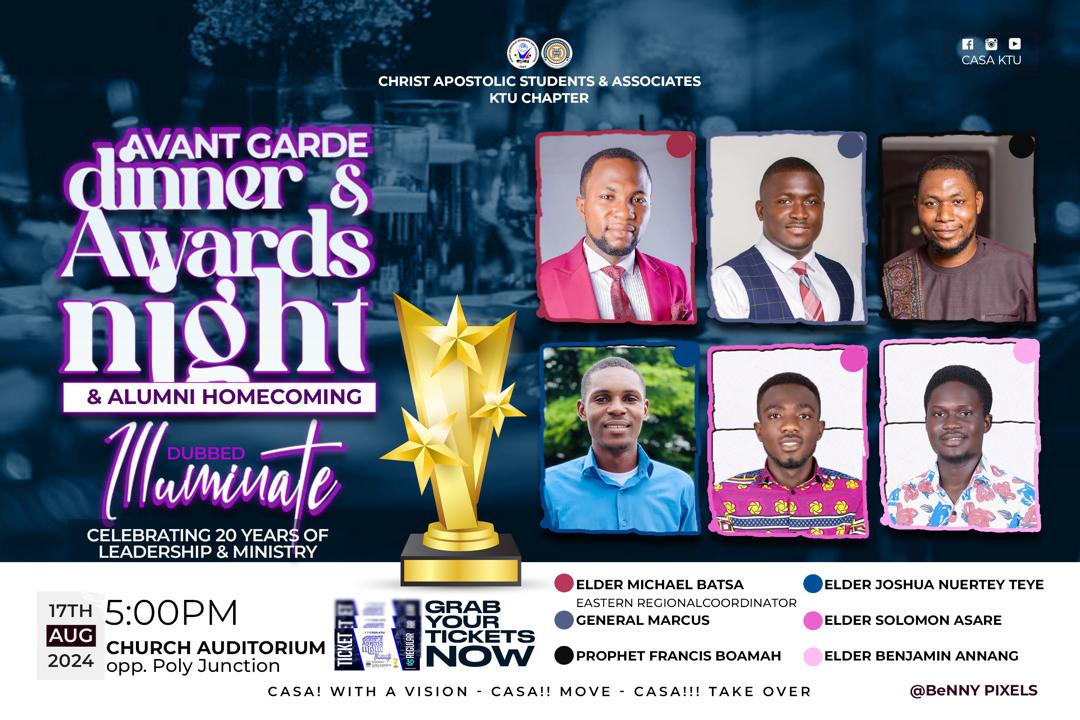 CHRIST APOSTOLIC STUDENTS & ASSOCIATES
KTU CHAPTER
CASA KTU
AVANT GARDE
dinner &
Awards
night
& ALUMNI HOMECOMING
DUBBED
Illuminate
CELEBRATING 20 YEARS OF
LEADERSHIP & MINISTRY
17TH
AUG
2024
5:00PM
CHURCH AUDITORIUM
opp. Poly Junction
TICKET
REGULAR
GRAB
YOUR
TICKETS
NOW
ELDER MICHAEL BATSA
EASTERN REGIONALCOORDINATOR
GENERAL MARCUS
PROPHET FRANCIS BOAMAH
ELDER JOSHUA NUERTEY TEYE
ELDER SOLOMON ASARE
ELDER BENJAMIN ANNANG
CASA! WITH A VISION - CASA!! MOVE - CASA!!! TAKE OVER
@BeNNY PIXELS